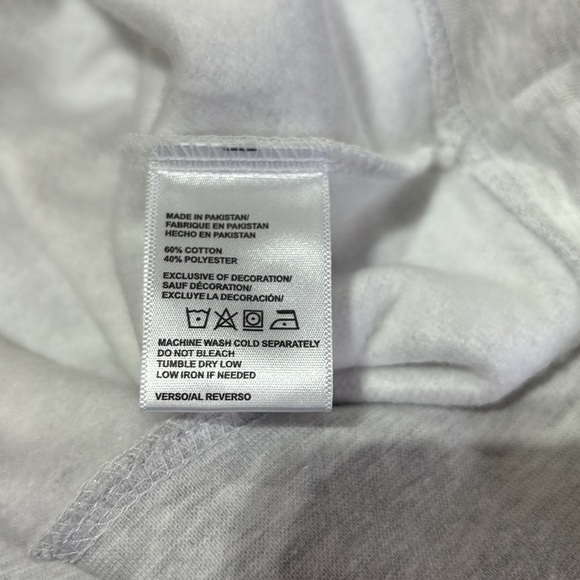 MADE IN PAKISTAN/
FABRIQUE EN PAKISTAN/
HECHO EN PAKISTAN
60% COTTON
40% POLYESTER
EXCLUSIVE OF DECORATION/
SAUF DÉCORATION/
EXCLUYE LA DECORACIÓN/
MACHINE WASH COLD SEPARATELY
DO NOT BLEACH
TUMBLE DRY LOW
LOW IRON IF NEEDED
VERSO/AL REVERSO